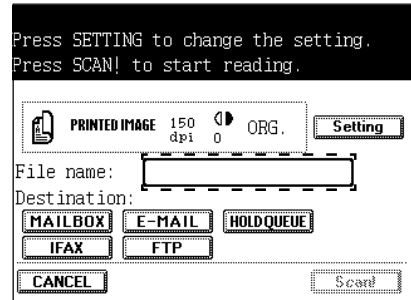 Press SETTING to change the setting.
Press SCAN! to start reading.
PRINTED IMAGE 150 dpi 0 ORG. Setting
File name:
Destination:
MAILBOX E-MAIL HOLDQUEUE
IFAX FTP
CANCEL Scan!